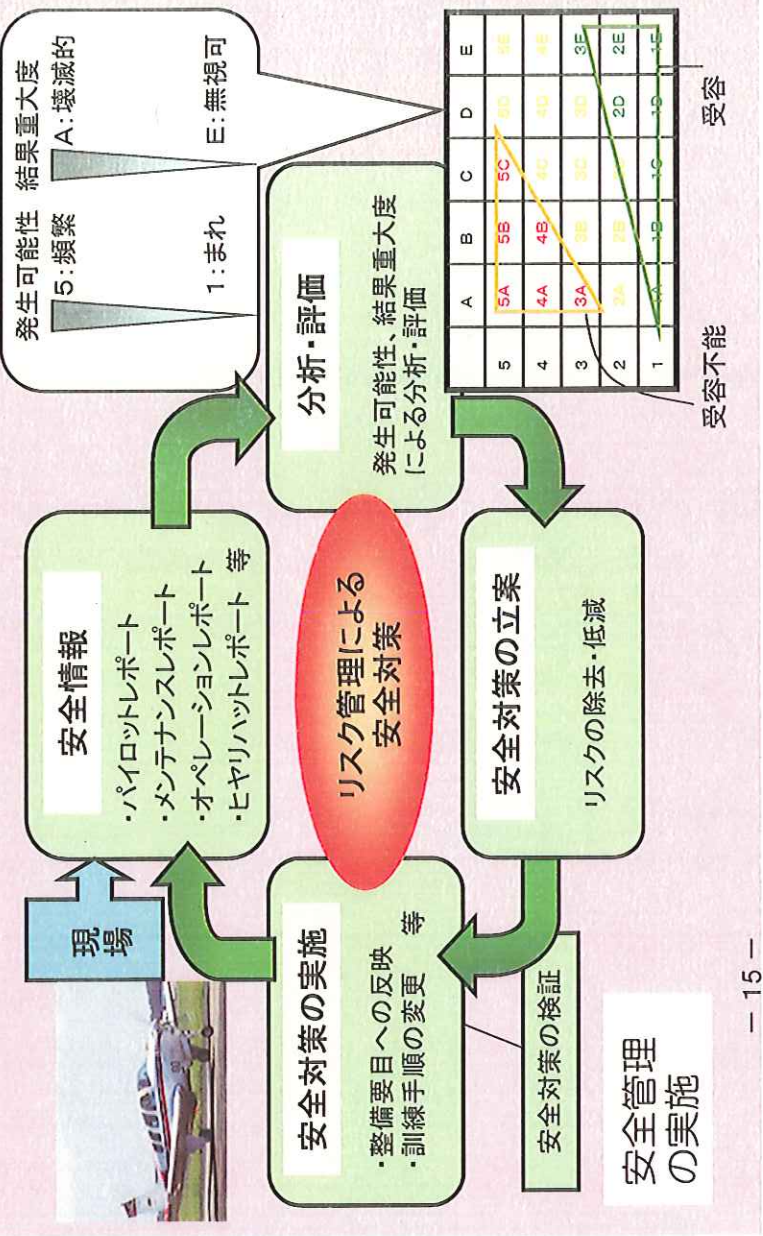 現場
安全情報
・パイロットレポート
・メンテナンスレポート
・オペレーションレポート
・ヒヤリハットレポート 等
発生可能性 結果重大度
5：頻繁 A：壊滅的
1：まれ E：無視可
分析・評価
発生可能性、結果重大度
による分析・評価
A B C D E
5 5A 5B 5C 5D 5E
4 4A 4B 4C 4D 4E
3 3A 3B 3C 3D 3E
2 2A 2B 2C 2D 2E
1 1A 1B 1C 1D 1E
受容不能
受容
リスク管理による
安全対策
安全対策の立案
リスクの除去・低減
安全対策の実施
・整備要目への反映
・訓練手順の変更 等
安全対策の検証
安全管理
の実施
－15－